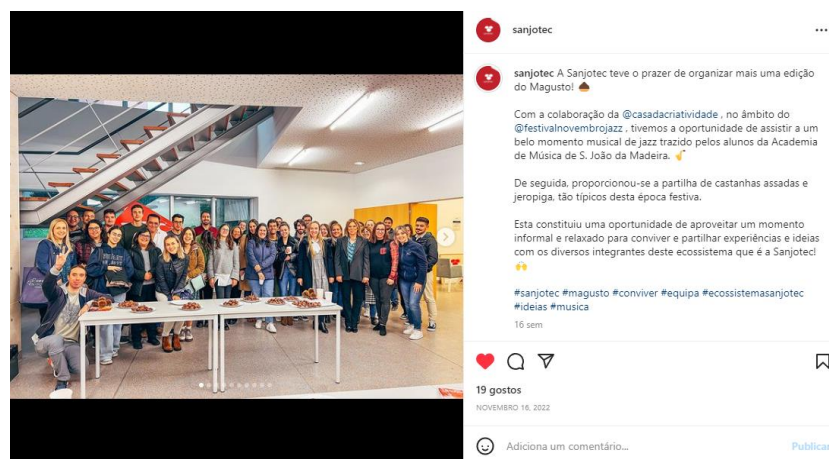 sanjotec
sanjotec A Sanjotec teve o prazer de organizar mais uma edição
do Magusto! 🌰
Com a colaboração da @casadacriatividade , no âmbito do
@festivalnovembrojazz , tivemos a oportunidade de assistir a um
belo momento musical de jazz trazido pelos alunos da Academia
de Música de S. João da Madeira. 🎷
De seguida, proporcionou-se a partilha de castanhas assadas e
jeropiga, tão típicos desta época festiva.
Esta constituiu uma oportunidade de aproveitar um momento
informal e relaxado para conviver e partilhar experiências e ideias
com os diversos integrantes deste ecossistema que é a Sanjotec!
🙌
#sanjotec #magusto #conviver #equipa #ecossistemasanjotec
#ideias #musica
16 sem
19 gostos
NOVEMBRO 16, 2022
Adiciona um comentário...
Publicar